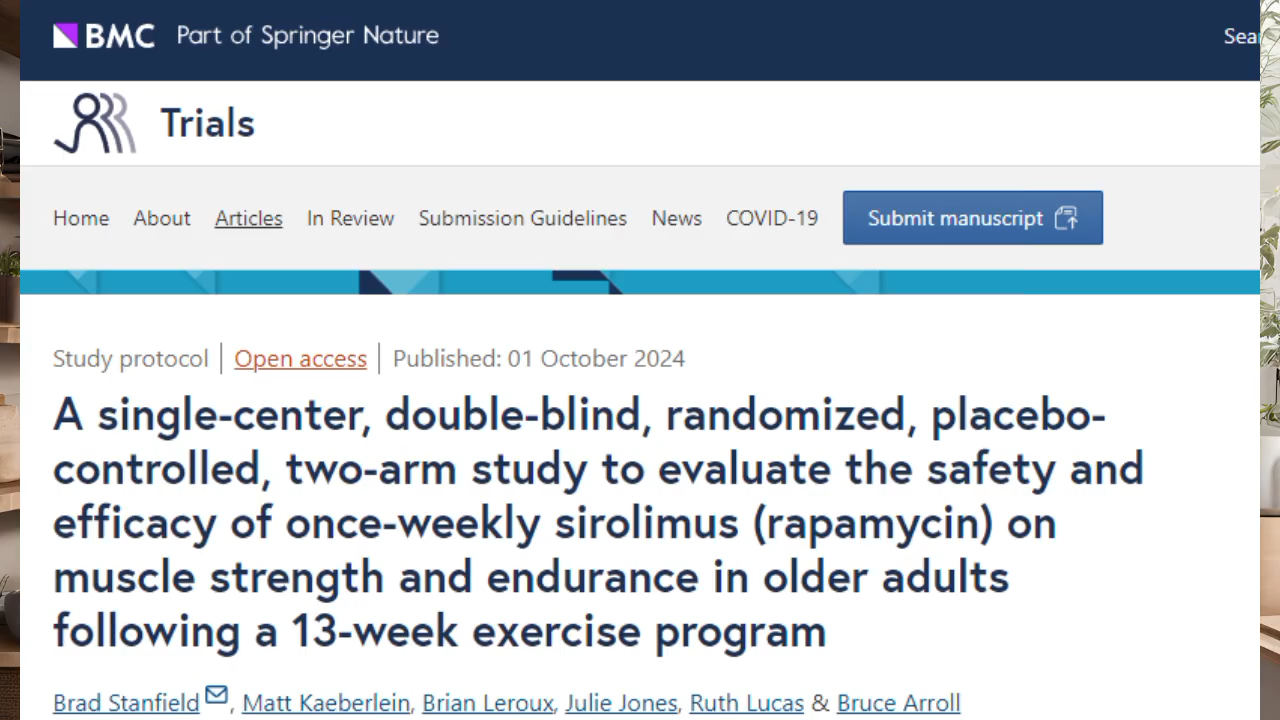 BMC Part of Springer Nature
Sea
Trials
Home About Articles In Review Submission Guidelines News COVID-19 Submit manuscript
Study protocol | Open access | Published: 01 October 2024
A single-center, double-blind, randomized, placebo-
controlled, two-arm study to evaluate the safety and
efficacy of once-weekly sirolimus (rapamycin) on
muscle strength and endurance in older adults
following a 13-week exercise program
Brad Stanfield, Matt Kaeberlein, Brian Leroux, Julie Jones, Ruth Lucas & Bruce Arroll